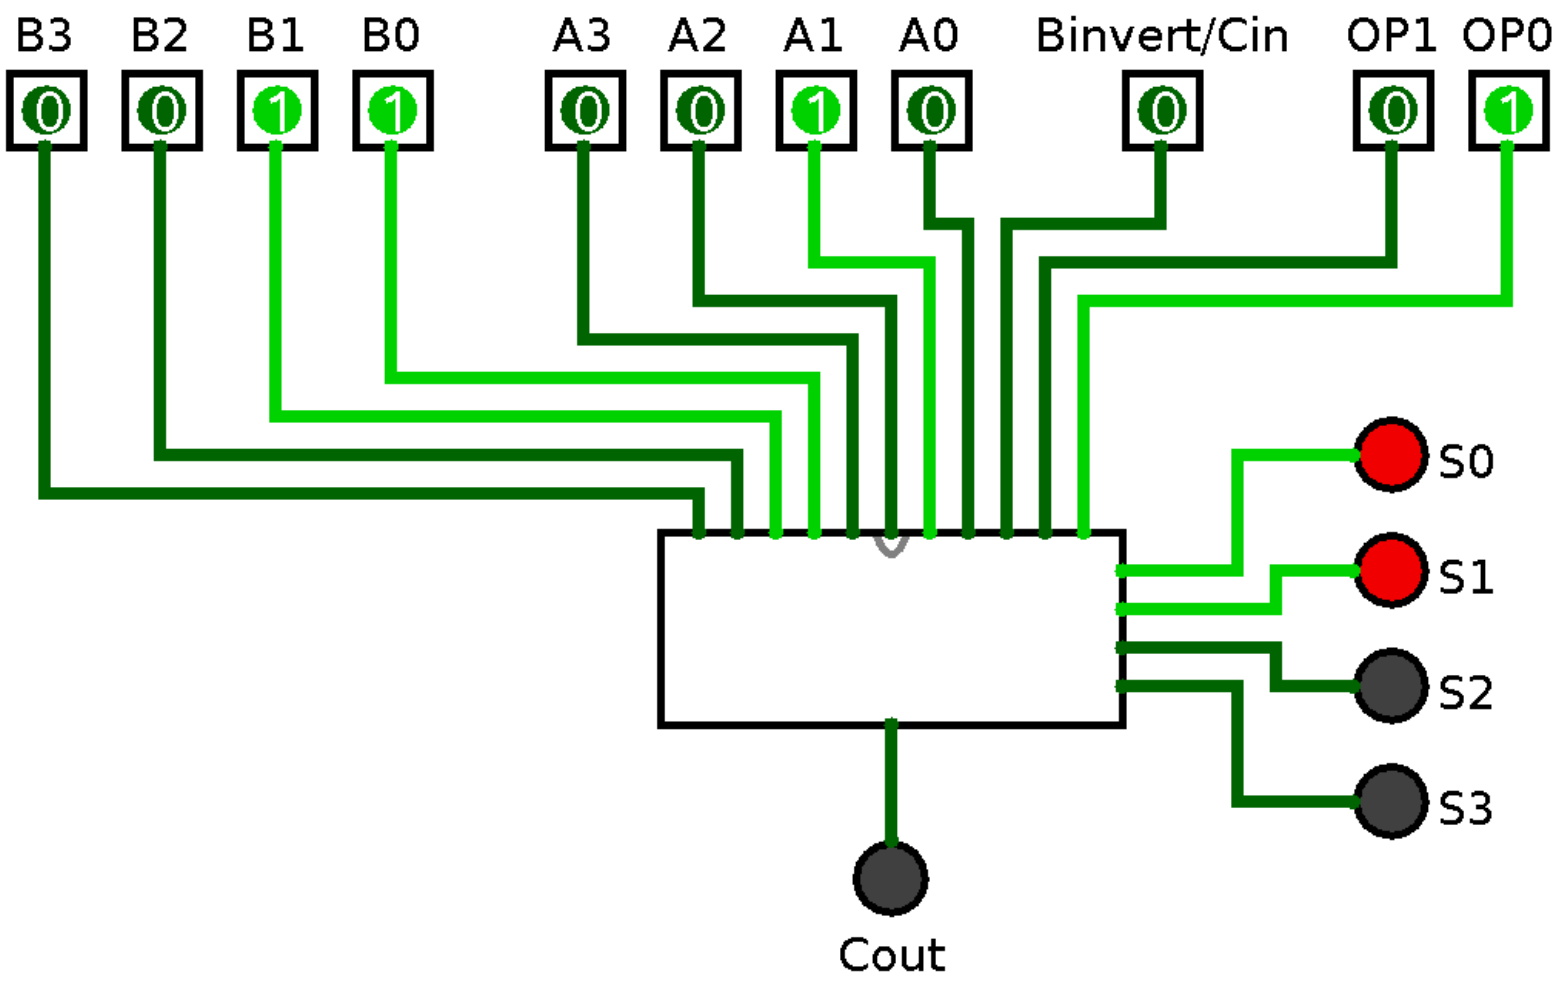 B3 B2 B1 B0 A3 A2 A1 A0 Binvert/Cin OP1 OP0
0 0 1 1 0 0 1 0 0 0 1
S0
S1
S2
S3
Cout